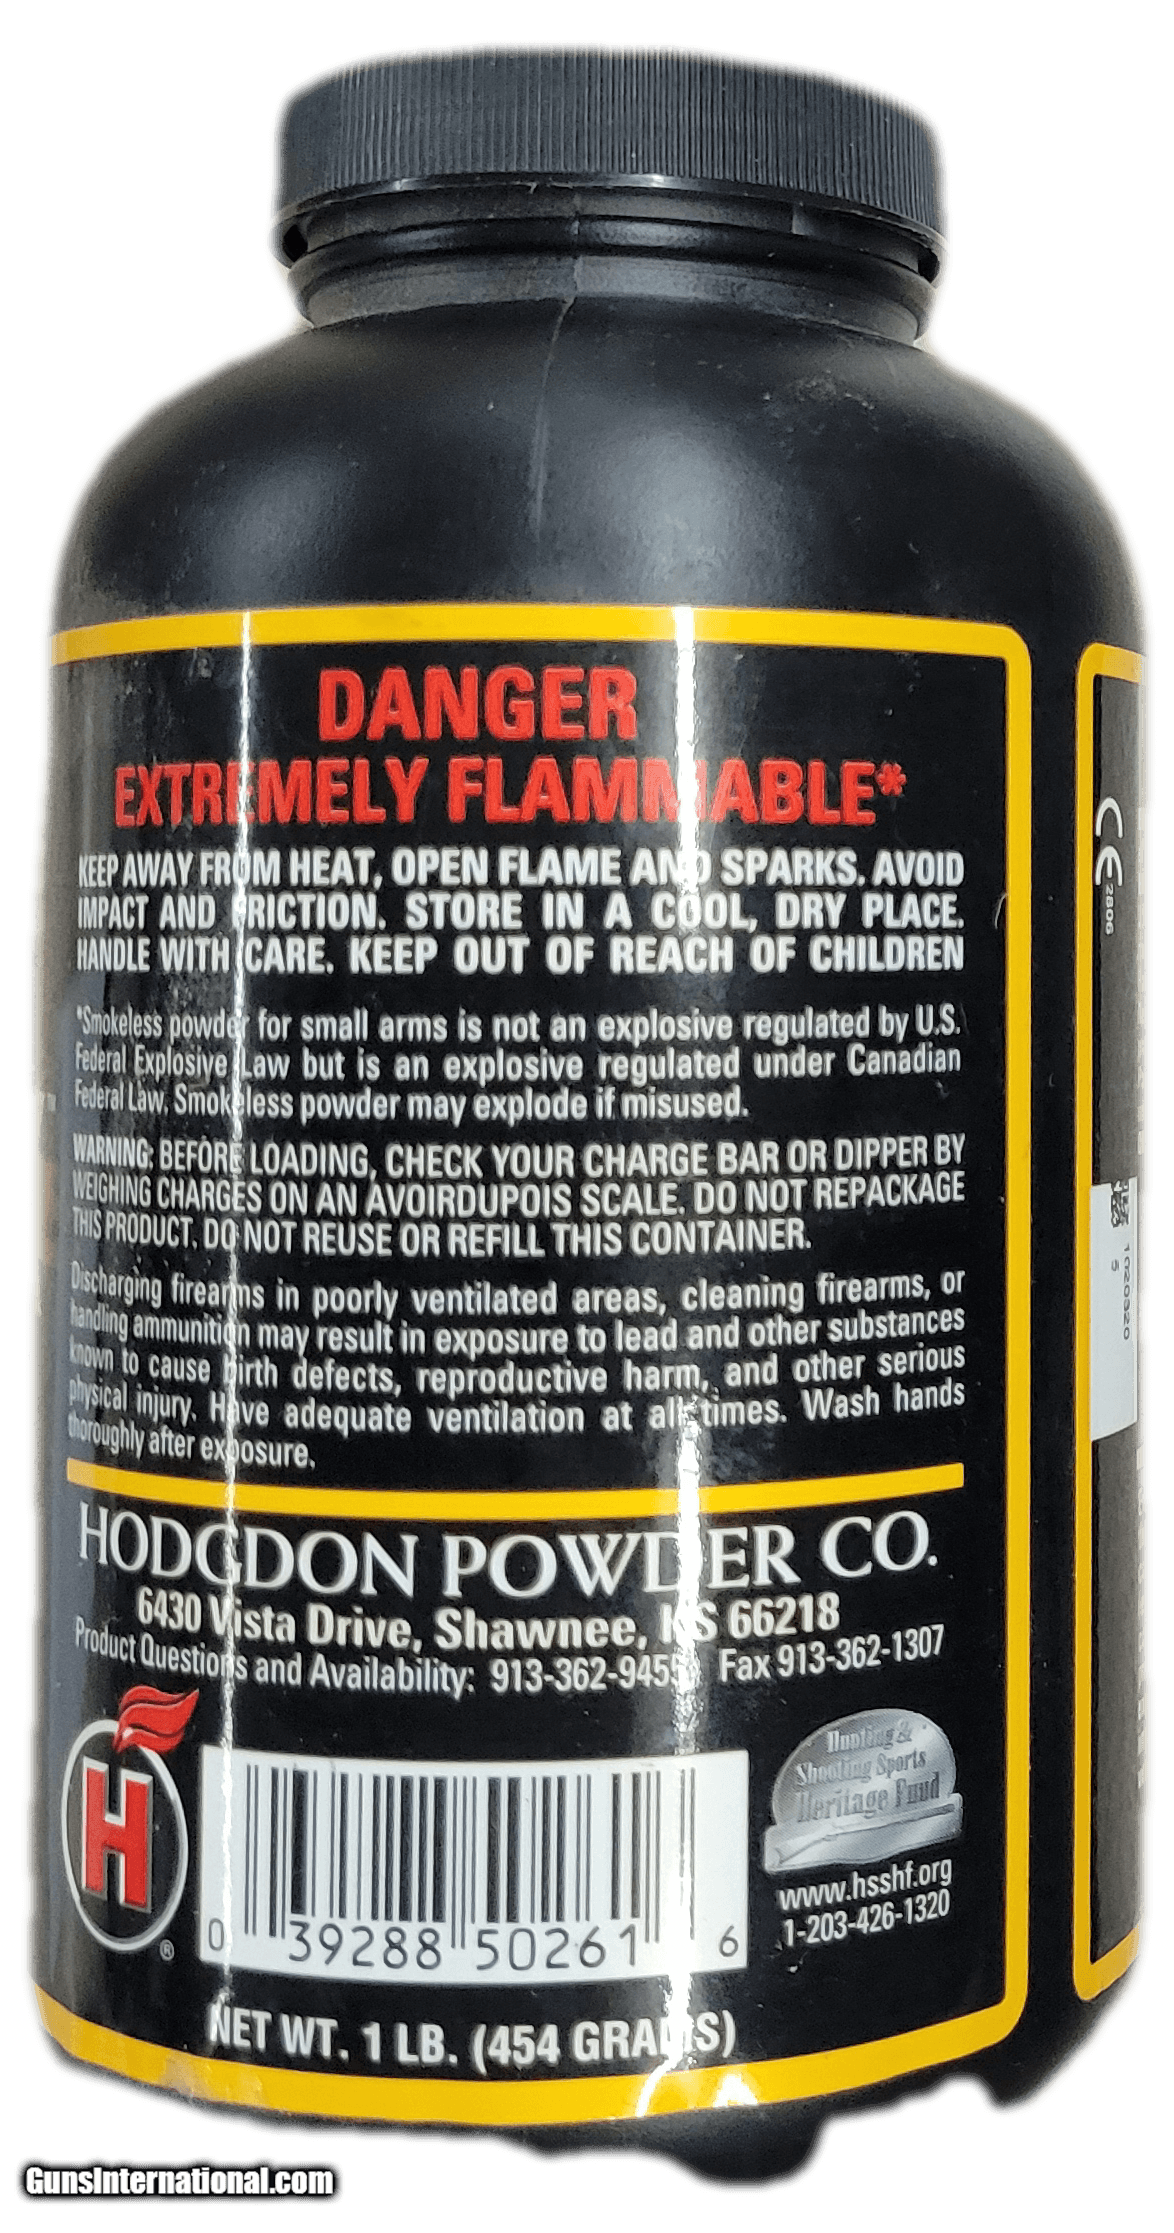 DANGER
EXTREMELY FLAMMABLE*
KEEP AWAY FROM HEAT, OPEN FLAME AND SPARKS. AVOID
IMPACT AND FRICTION. STORE IN A COOL, DRY PLACE.
HANDLE WITH CARE. KEEP OUT OF REACH OF CHILDREN
*Smokeless powder for small arms is not an explosive regulated by U.S.
Federal Explosive Law but is an explosive regulated under Canadian
Federal Law. Smokeless powder may explode if misused.
WARNING: BEFORE LOADING, CHECK YOUR CHARGE BAR OR DIPPER BY
WEIGHING CHARGES ON AN AVOIRDUPOIS SCALE. DO NOT REPACKAGE
THIS PRODUCT. DO NOT REUSE OR REFILL THIS CONTAINER.
Discharging firearms in poorly ventilated areas, cleaning firearms, or
handling ammunition may result in exposure to lead and other substances
known to cause birth defects, reproductive harm, and other serious
physical injury. Have adequate ventilation at all times. Wash hands
thoroughly after exposure.
HODGDON POWDER CO.
6430 Vista Drive, Shawnee, KS 66218
Product Questions and Availability: 913-362-9455 Fax 913-362-1307
H
®
Hunting &
Shooting Sports
Heritage Fund
www.hsshf.org
1-203-426-1320
0 39288 50261 6
NET WT. 1 LB. (454 GRAMS)
CE 2806
1020320
5
GunsInternational.com